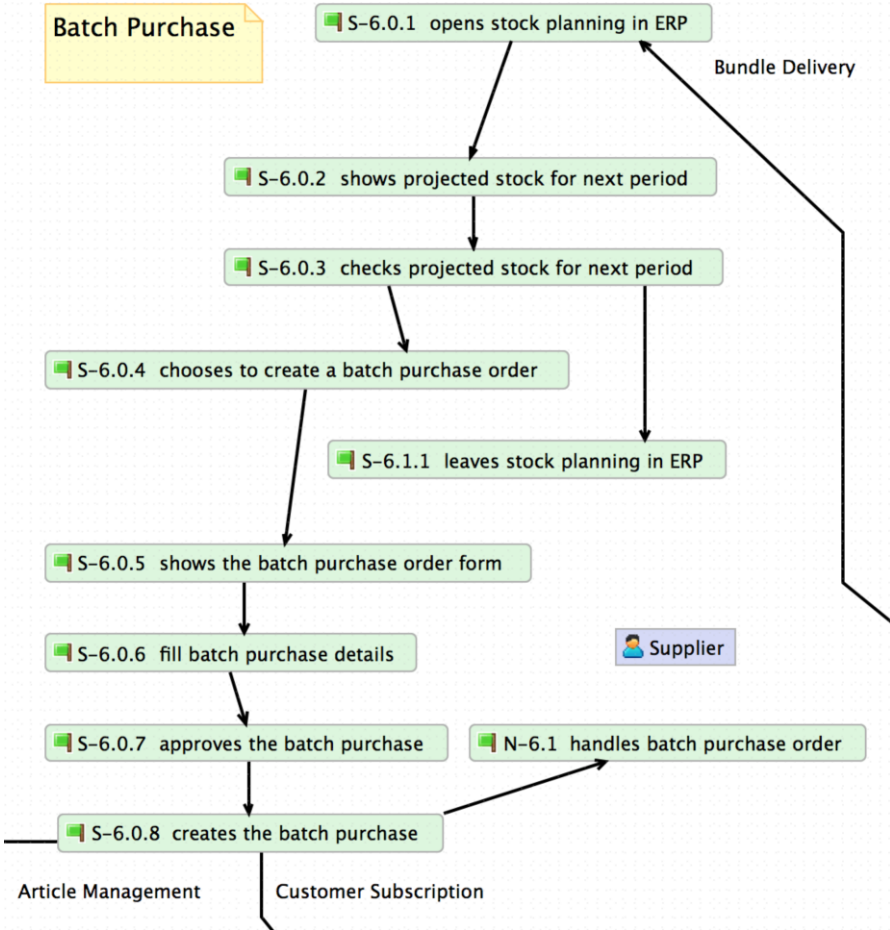 Batch Purchase
S-6.0.1 opens stock planning in ERP
Bundle Delivery
S-6.0.2 shows projected stock for next period
S-6.0.3 checks projected stock for next period
S-6.0.4 chooses to create a batch purchase order
S-6.1.1 leaves stock planning in ERP
S-6.0.5 shows the batch purchase order form
S-6.0.6 fill batch purchase details
Supplier
S-6.0.7 approves the batch purchase
N-6.1 handles batch purchase order
S-6.0.8 creates the batch purchase
Article Management
Customer Subscription